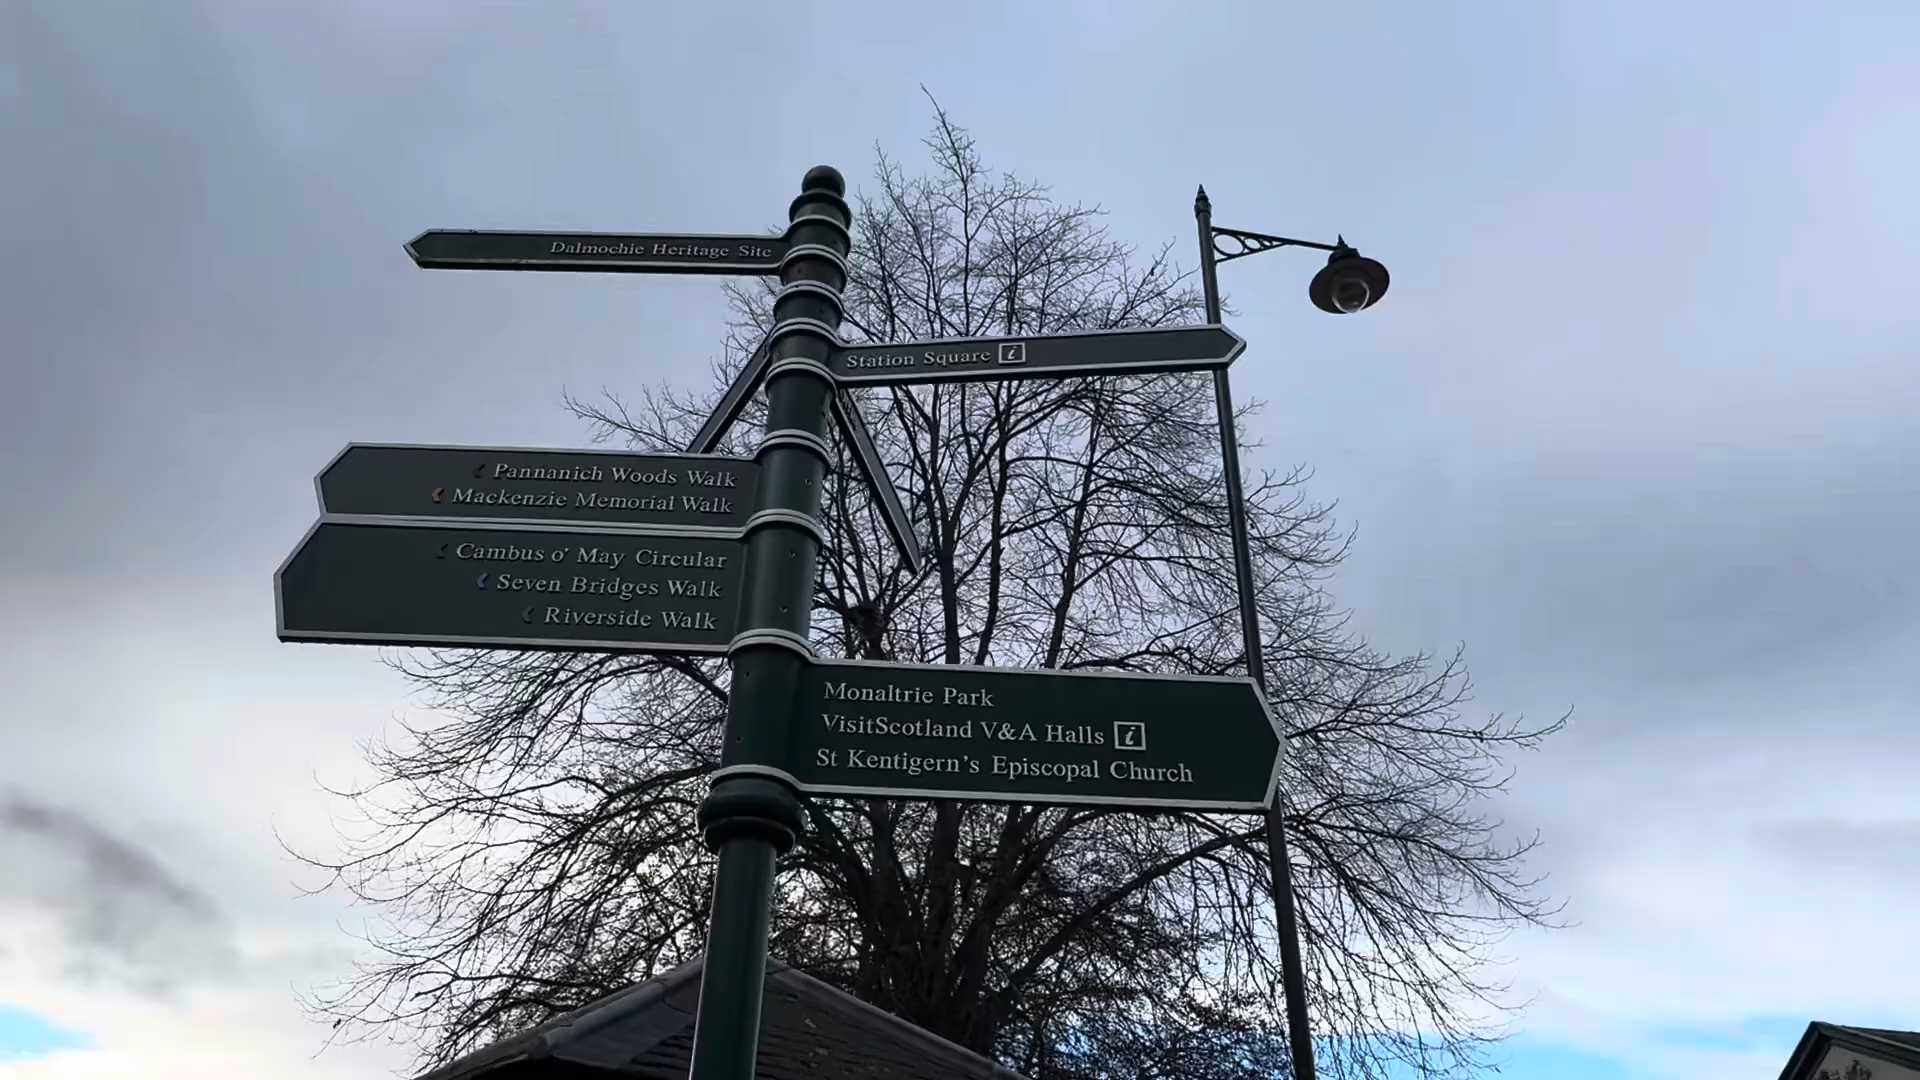 Dalmochie Heritage Site
Station Square i
Pannanich Woods Walk
Mackenzie Memorial Walk
Cambus o' May Circular
Seven Bridges Walk
Riverside Walk
Monaltrie Park
VisitScotland V&A Halls i
St Kentigern's Episcopal Church